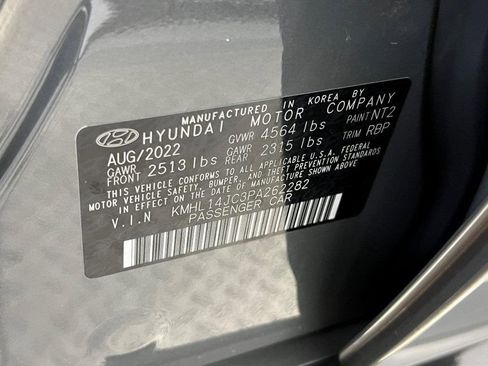 MANUFACTURED IN KOREA BY
HYUNDAI MOTOR COMPANY
AUG/2022 GVWR 4564 lbs PAINT NT2
GAWR FRONT 2513 lbs GAWR REAR 2315 lbs TRIM RBP
THIS VEHICLE CONFORMS TO ALL APPLICABLE U.S.A. FEDERAL
MOTOR VEHICLE SAFETY, BUMPER, AND THEFT PREVENTION
STANDARDS IN EFFECT ON THE DATE OF MANUFACTURE SHOWN ABOVE.
V.I.N KMHL14JC3PA262282
PASSENGER CAR